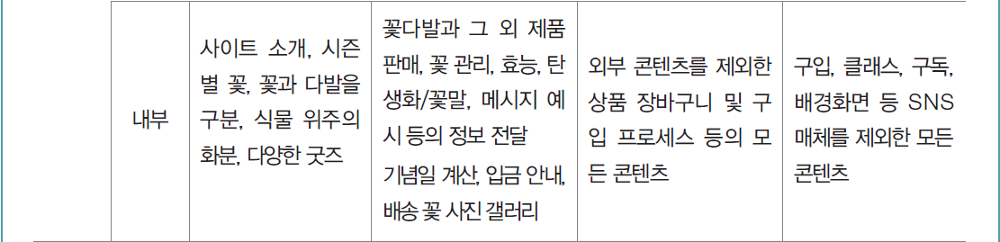 내부
사이트 소개, 시즌
별 꽃, 꽃과 다발을
구분, 식물 위주의
화분, 다양한 굿즈
꽃다발과 그 외 제품
판매, 꽃 관리, 효능, 탄
생화/꽃말, 메시지 예
시 등의 정보 전달
기념일 계산, 입금 안내,
배송 꽃 사진 갤러리
외부 콘텐츠를 제외한
상품 장바구니 및 구
입 프로세스 등의 모
든 콘텐츠
구입, 클래스, 구독,
배경화면 등 SNS
매체를 제외한 모든
콘텐츠